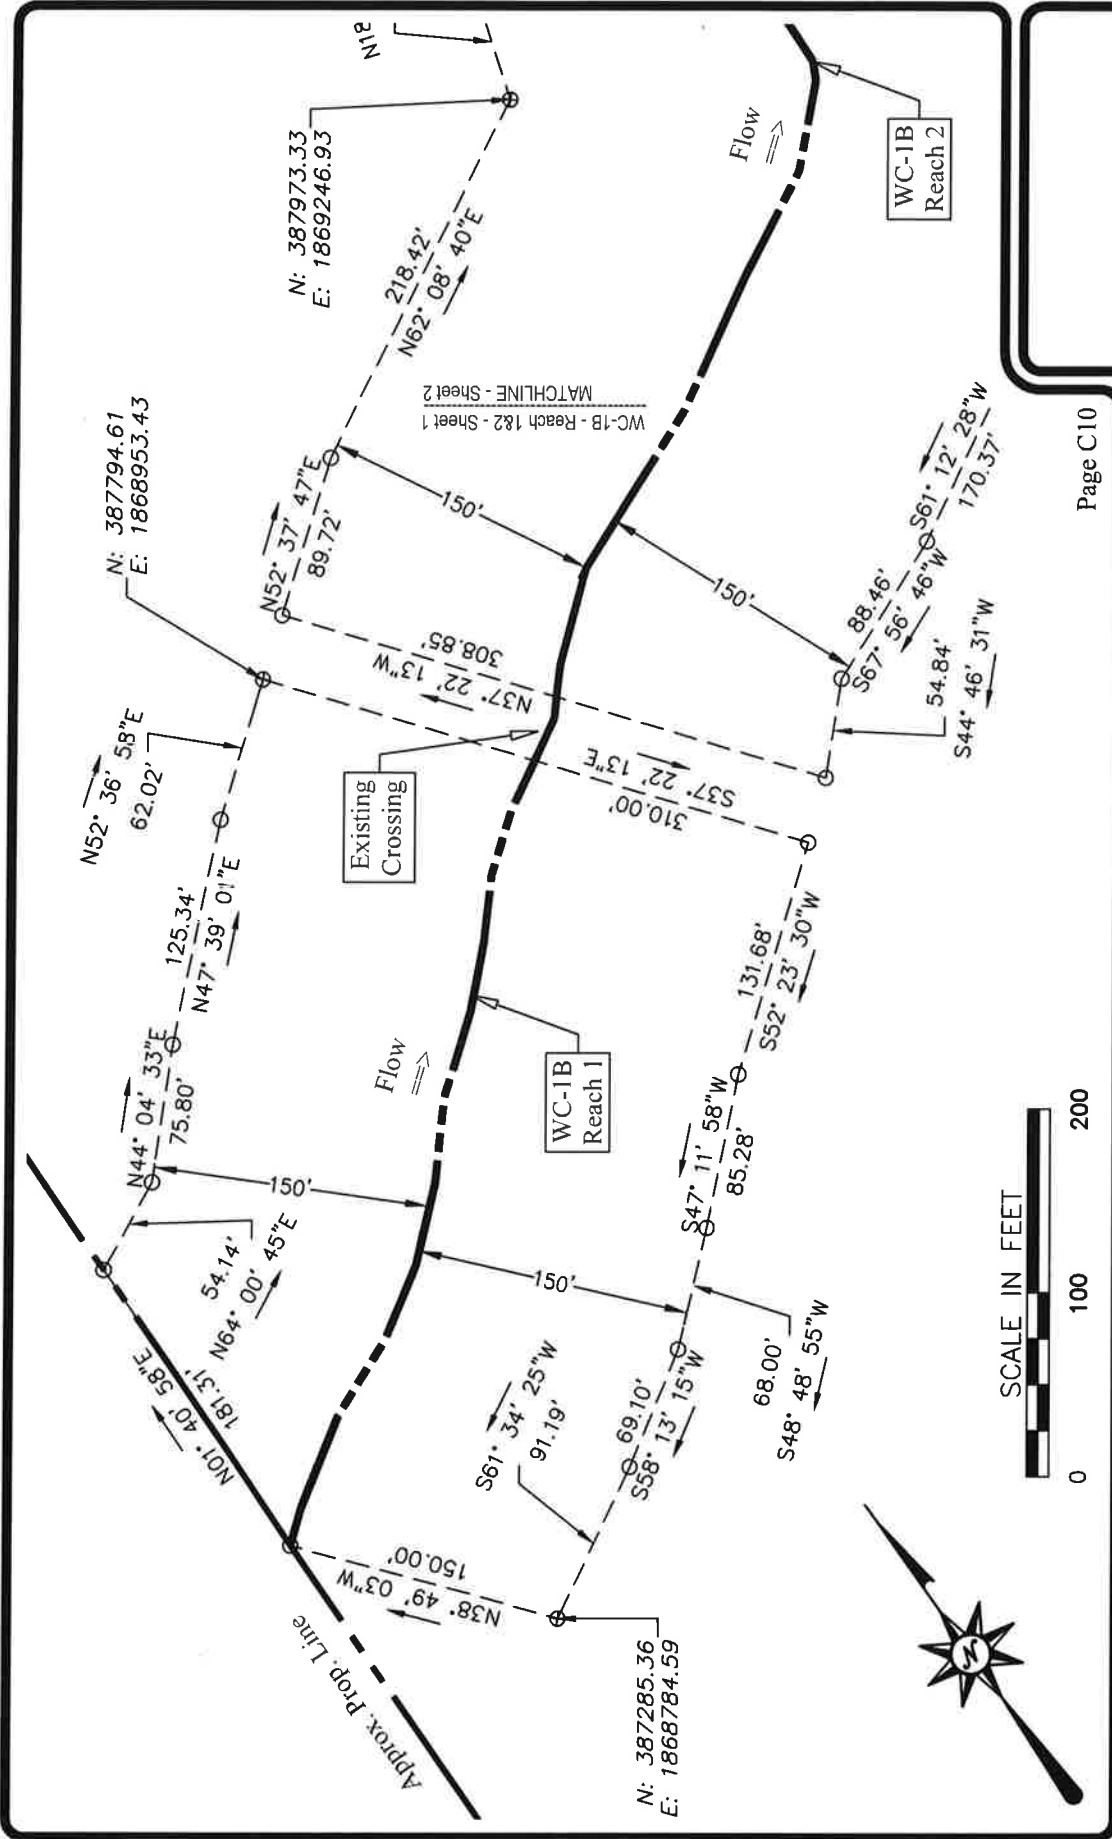 N18
N: 387973.33
E: 1869246.93
218.42'
N62° 08' 40"E
Flow
WC-1B
Reach 2
N: 387794.61
E: 1868953.43
N52° 37' 47"E
89.72'
WC-1B - Reach 1&2 - Sheet 1
MATCHLINE - Sheet 2
150'
150'
S61° 12' 28"W
170.37'
88.46'
S67° 56' 46"W
54.84'
S44° 46' 31"W
N37° 22' 13"W
308.85'
S37° 22' 13"E
310.00'
N52° 36' 58"E
62.02'
Existing
Crossing
125.34'
N47° 39' 01"E
131.68'
S52° 23' 30"W
N44° 04' 33"E
75.80'
Flow
WC-1B
Reach 1
S47° 11' 58"W
85.28'
150'
150'
54.14'
N64° 00' 45"E
N01° 40' 58"E
181.31'
68.00'
S48° 48' 55"W
69.10'
S58° 13' 15"W
S61° 34' 25"W
91.19'
N38° 49' 03"W
150.00'
Approx. Prop. Line
N: 387285.36
E: 1868784.59
N
SCALE IN FEET
0 100 200
Page C10